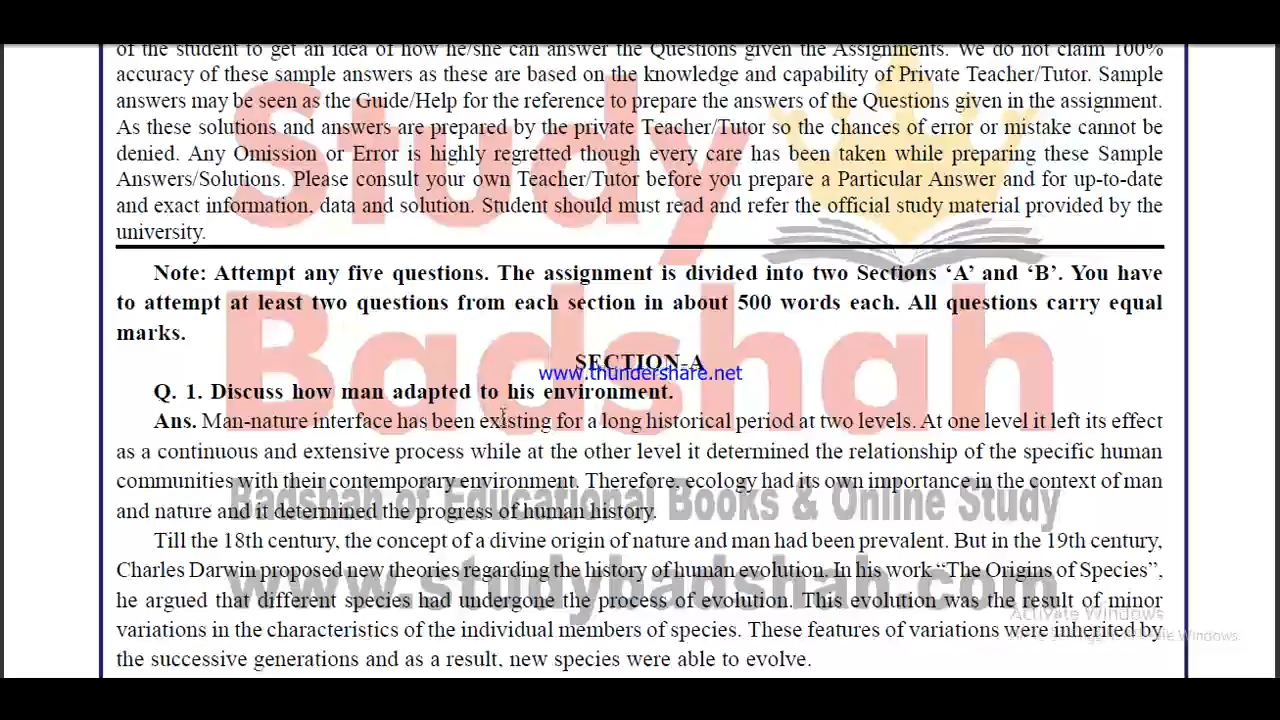 of the student to get an idea of how he/she can answer the Questions given the Assignments. We do not claim 100%
accuracy of these sample answers as these are based on the knowledge and capability of Private Teacher/Tutor. Sample
answers may be seen as the Guide/Help for the reference to prepare the answers of the Questions given in the assignment.
As these solutions and answers are prepared by the private Teacher/Tutor so the chances of error or mistake cannot be
denied. Any Omission or Error is highly regretted though every care has been taken while preparing these Sample
Answers/Solutions. Please consult your own Teacher/Tutor before you prepare a Particular Answer and for up-to-date
and exact information, data and solution. Student should must read and refer the official study material provided by the
university.
Study
Note: Attempt any five questions. The assignment is divided into two Sections ‘A’ and ‘B’. You have
to attempt at least two questions from each section in about 500 words each. All questions carry equal
marks.
Badshah
SECTION-A
www.thundershare.net
Q. 1. Discuss how man adapted to his environment.
Ans. Man-nature interface has been existing for a long historical period at two levels. At one level it left its effect
as a continuous and extensive process while at the other level it determined the relationship of the specific human
communities with their contemporary environment. Therefore, ecology had its own importance in the context of man
Badshah of Educational Books & Online Study
and nature and it determined the progress of human history.
Till the 18th century, the concept of a divine origin of nature and man had been prevalent. But in the 19th century,
Charles Darwin proposed new theories regarding the history of human evolution. In his work “The Origins of Species”,
www.studybadshah.com
he argued that different species had undergone the process of evolution. This evolution was the result of minor
Activate Windows
variations in the characteristics of the individual members of species. These features of variations were inherited by
the successive generations and as a result, new species were able to evolve.